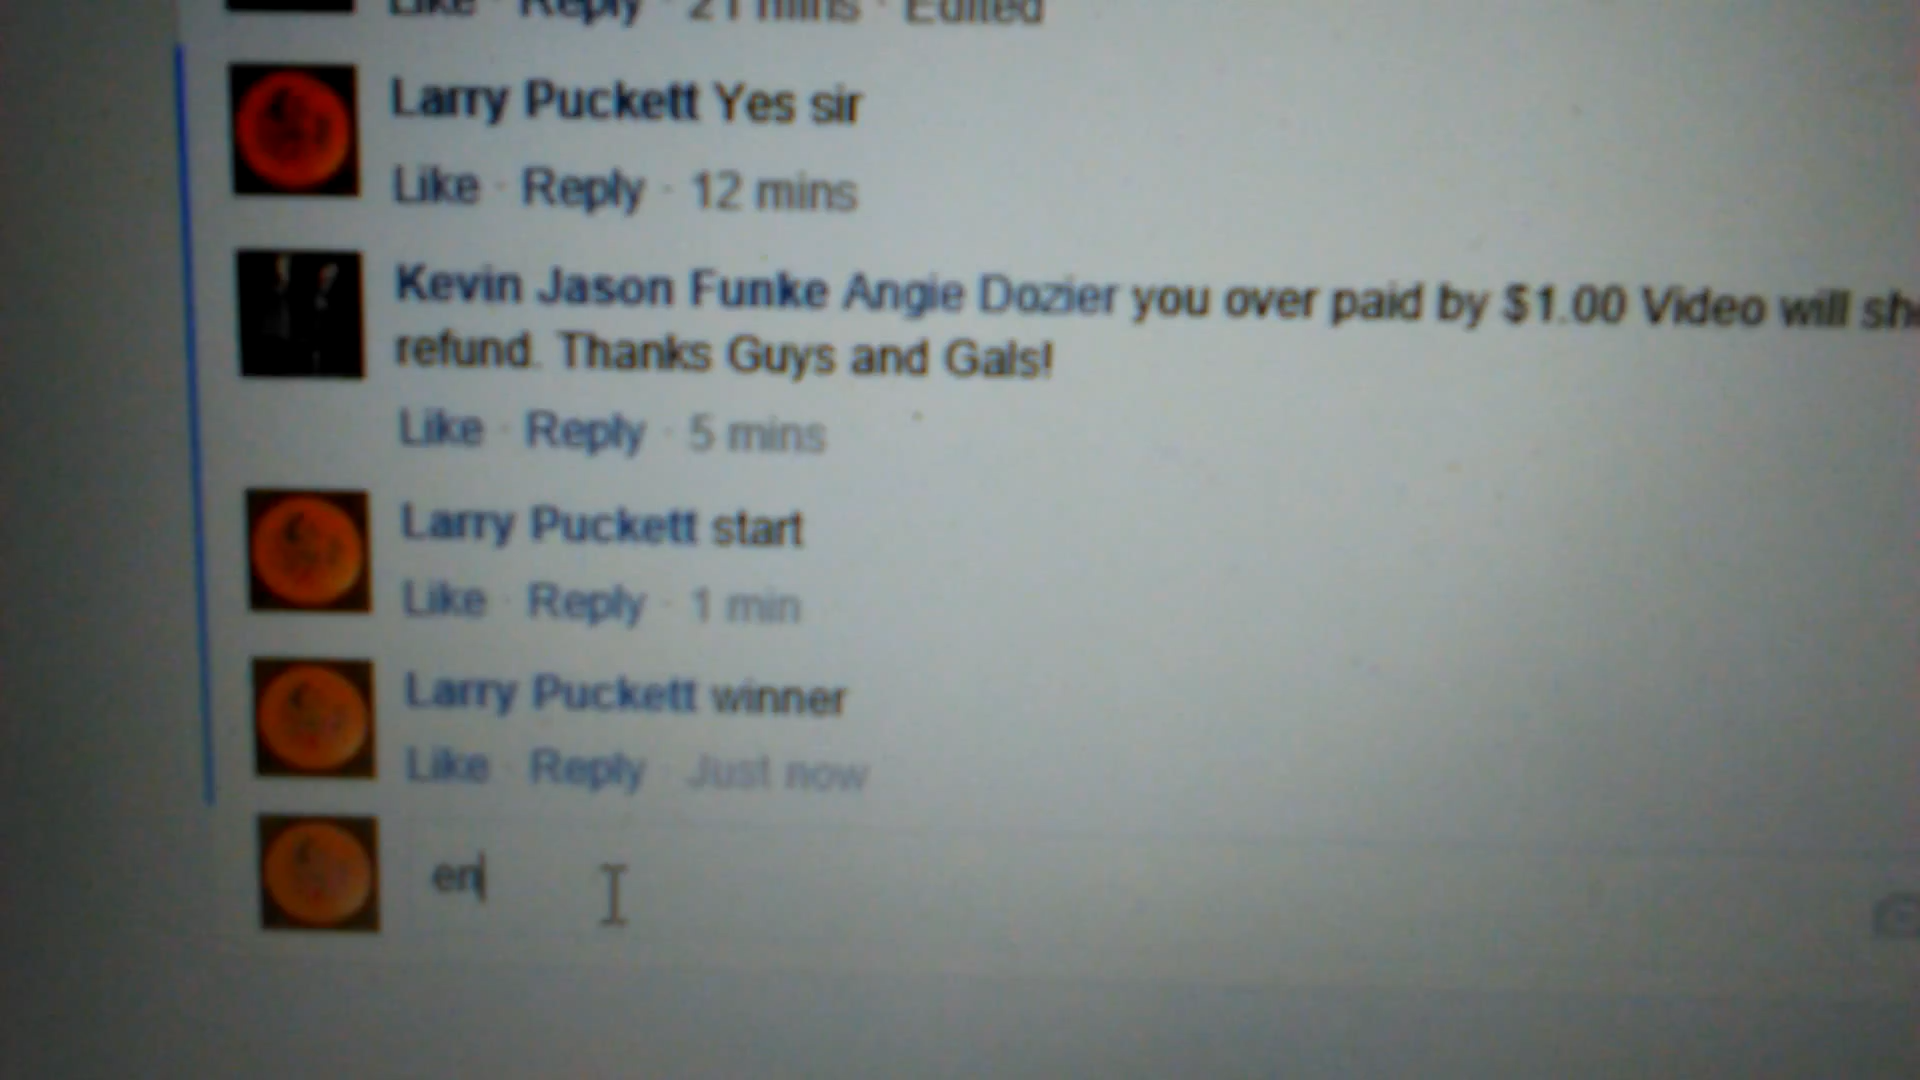 Like · Reply · 21 mins · Edited
Larry Puckett Yes sir
Like · Reply · 12 mins
Kevin Jason Funke Angie Dozier you over paid by $1.00 Video will
refund. Thanks Guys and Gals!
Like · Reply · 5 mins
Larry Puckett start
Like · Reply · 1 min
Larry Puckett winner
Like · Reply · Just now
en